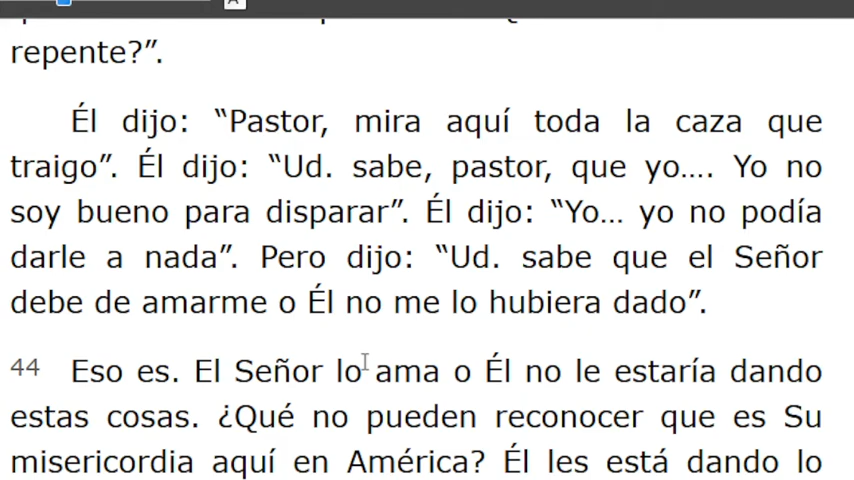 repente?”.
Él dijo: “Pastor, mira aquí toda la caza que
traigo”. Él dijo: “Ud. sabe, pastor, que yo.... Yo no
soy bueno para disparar”. Él dijo: “Yo... yo no podía
darle a nada”. Pero dijo: “Ud. sabe que el Señor
debe de amarme o Él no me lo hubiera dado”.
44 Eso es. El Señor lo ama o Él no le estaría dando
estas cosas. ¿Qué no pueden reconocer que es Su
misericordia aquí en América? Él les está dando lo